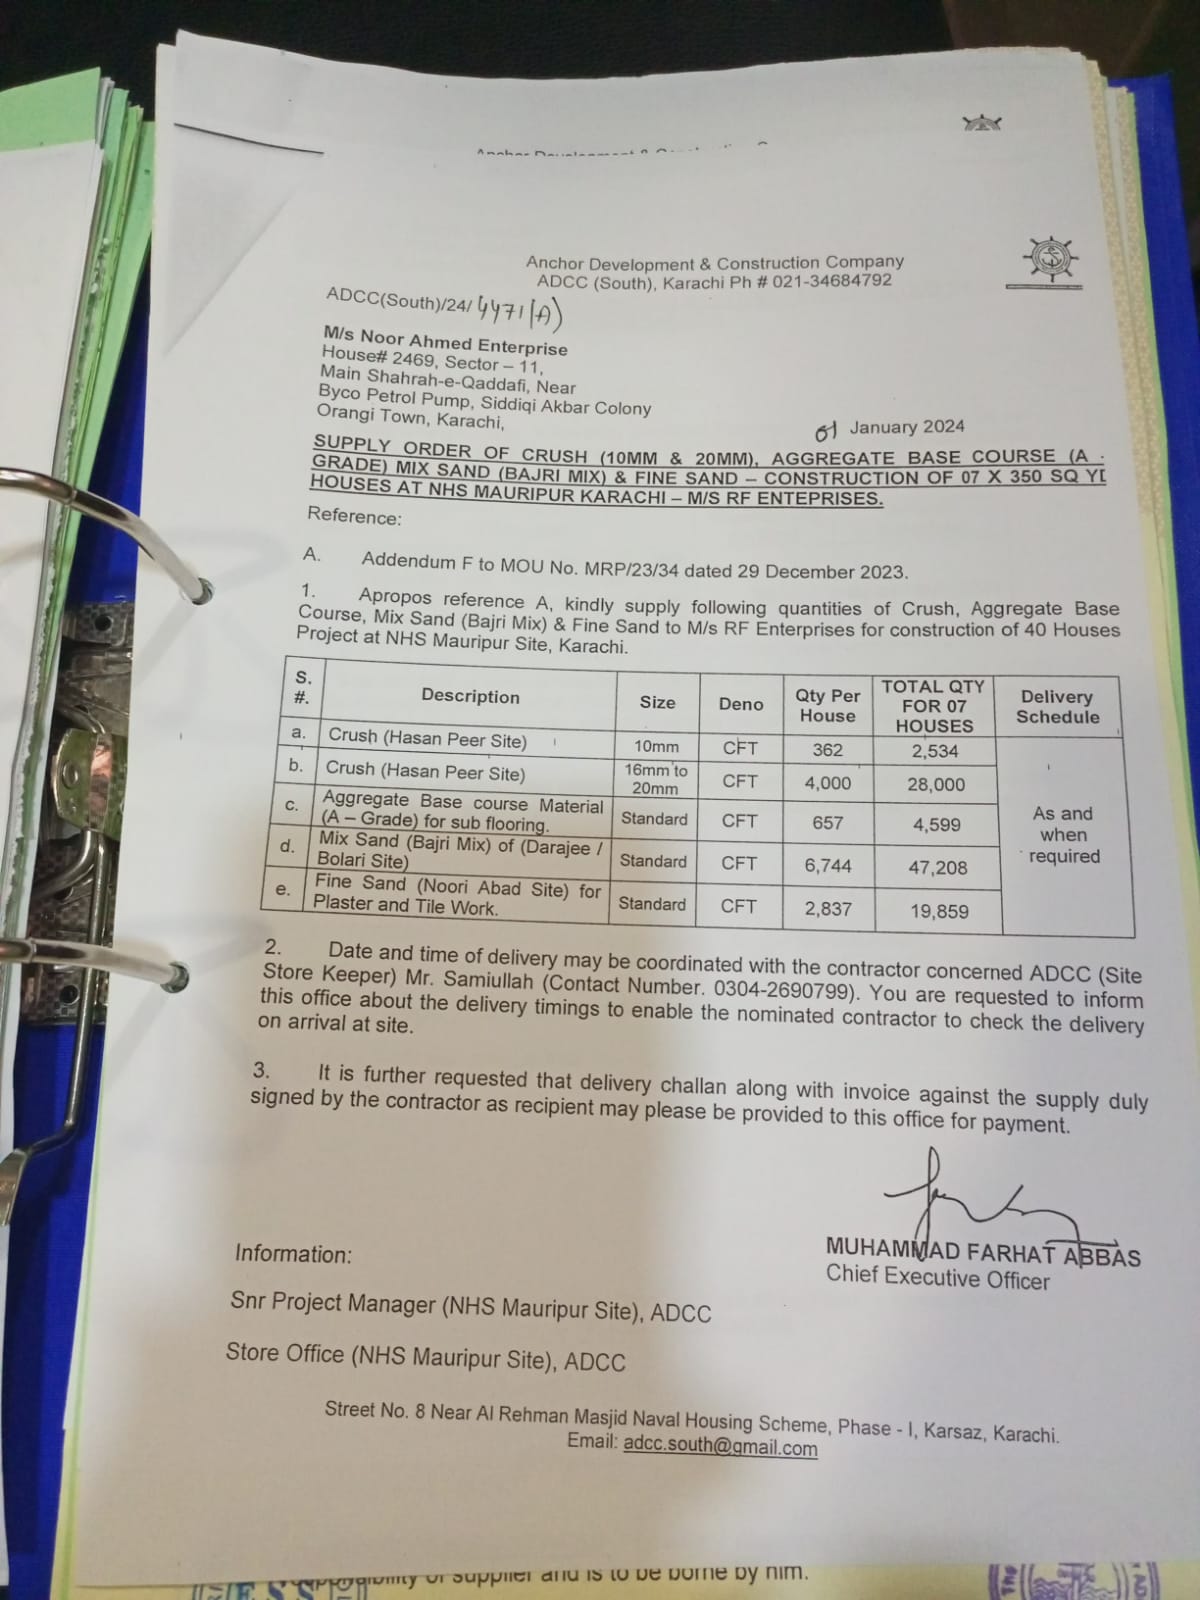 Anchor Development & Construction Company
ADCC (South), Karachi Ph # 021-34684792
ADCC(South)/24/ 4471(A)
M/s Noor Ahmed Enterprise
House# 2469, Sector – 11,
Main Shahrah-e-Qaddafi, Near
Byco Petrol Pump, Siddiqi Akbar Colony
Orangi Town, Karachi,
01 January 2024
SUPPLY ORDER OF CRUSH (10MM & 20MM), AGGREGATE BASE COURSE (A -
GRADE) MIX SAND (BAJRI MIX) & FINE SAND – CONSTRUCTION OF 07 X 350 SQ YD
HOUSES AT NHS MAURIPUR KARACHI – M/S RF ENTEPRISES.
Reference:
A. Addendum F to MOU No. MRP/23/34 dated 29 December 2023.
1. Apropos reference A, kindly supply following quantities of Crush, Aggregate Base
Course, Mix Sand (Bajri Mix) & Fine Sand to M/s RF Enterprises for construction of 40 Houses
Project at NHS Mauripur Site, Karachi.
S. #. Description Size Deno Qty Per House TOTAL QTY FOR 07 HOUSES Delivery Schedule
a. Crush (Hasan Peer Site) 10mm CFT 362 2,534
b. Crush (Hasan Peer Site) 16mm to 20mm CFT 4,000 28,000
c. Aggregate Base course Material (A – Grade) for sub flooring. Standard CFT 657 4,599
As and when required
d. Mix Sand (Bajri Mix) of (Darajee / Bolari Site) Standard CFT 6,744 47,208
e. Fine Sand (Noori Abad Site) for Plaster and Tile Work. Standard CFT 2,837 19,859
2. Date and time of delivery may be coordinated with the contractor concerned ADCC (Site
Store Keeper) Mr. Samiullah (Contact Number. 0304-2690799). You are requested to inform
this office about the delivery timings to enable the nominated contractor to check the delivery
on arrival at site.
3. It is further requested that delivery challan along with invoice against the supply duly
signed by the contractor as recipient may please be provided to this office for payment.
MUHAMMAD FARHAT ABBAS
Chief Executive Officer
Information:
Snr Project Manager (NHS Mauripur Site), ADCC
Store Office (NHS Mauripur Site), ADCC
Street No. 8 Near Al Rehman Masjid Naval Housing Scheme, Phase - I, Karsaz, Karachi.
Email: adcc.south@gmail.com
of supplier and is to be borne by him.